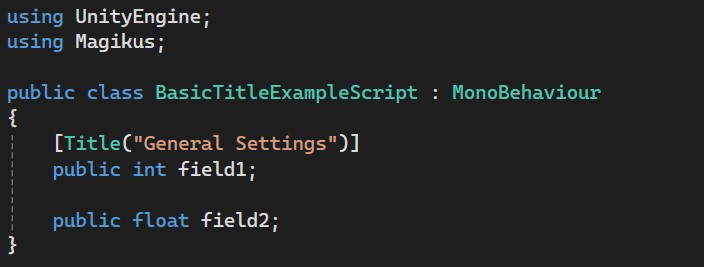 using UnityEngine;
using Magikus;
public class BasicTitleExampleScript : MonoBehaviour
{
[Title("General Settings")]
public int field1;
public float field2;
}